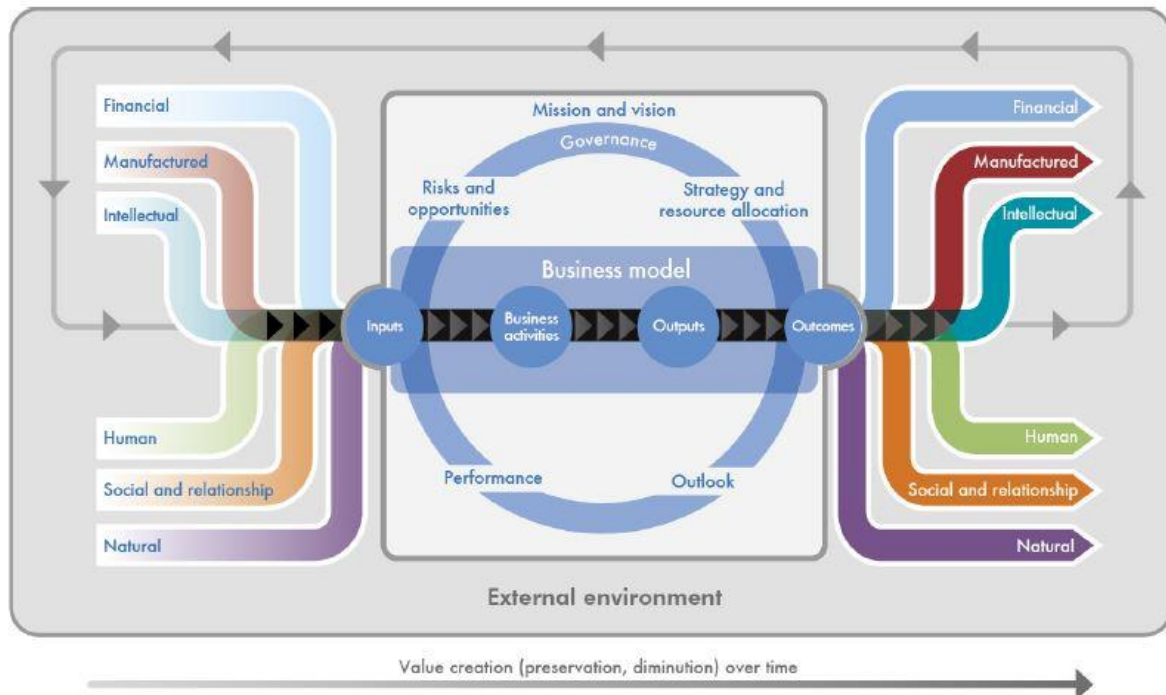 Financial
Manufactured
Intellectual
Human
Social and relationship
Natural
Mission and vision
Governance
Risks and
opportunities
Strategy and
resource allocation
Business model
Inputs
Business
activities
Outputs
Outcomes
Performance
Outlook
Financial
Manufactured
Intellectual
Human
Social and relationship
Natural
External environment
Value creation (preservation, diminution) over time